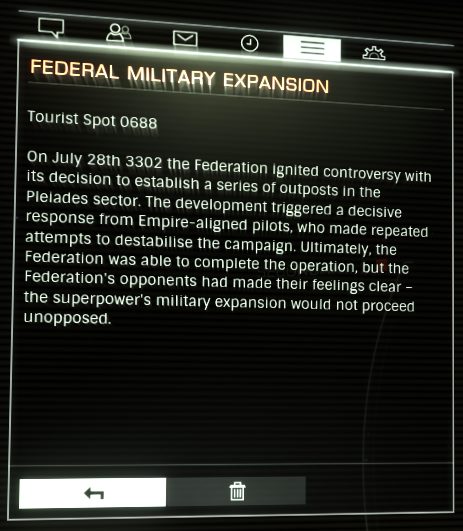 FEDERAL MILITARY EXPANSION
Tourist Spot 0688
On July 28th 3302 the Federation ignited controversy with
its decision to establish a series of outposts in the
Pleiades sector. The development triggered a decisive
response from Empire-aligned pilots, who made repeated
attempts to destabilise the campaign. Ultimately, the
Federation was able to complete the operation, but the
Federation's opponents had made their feelings clear –
the superpower's military expansion would not proceed
unopposed.